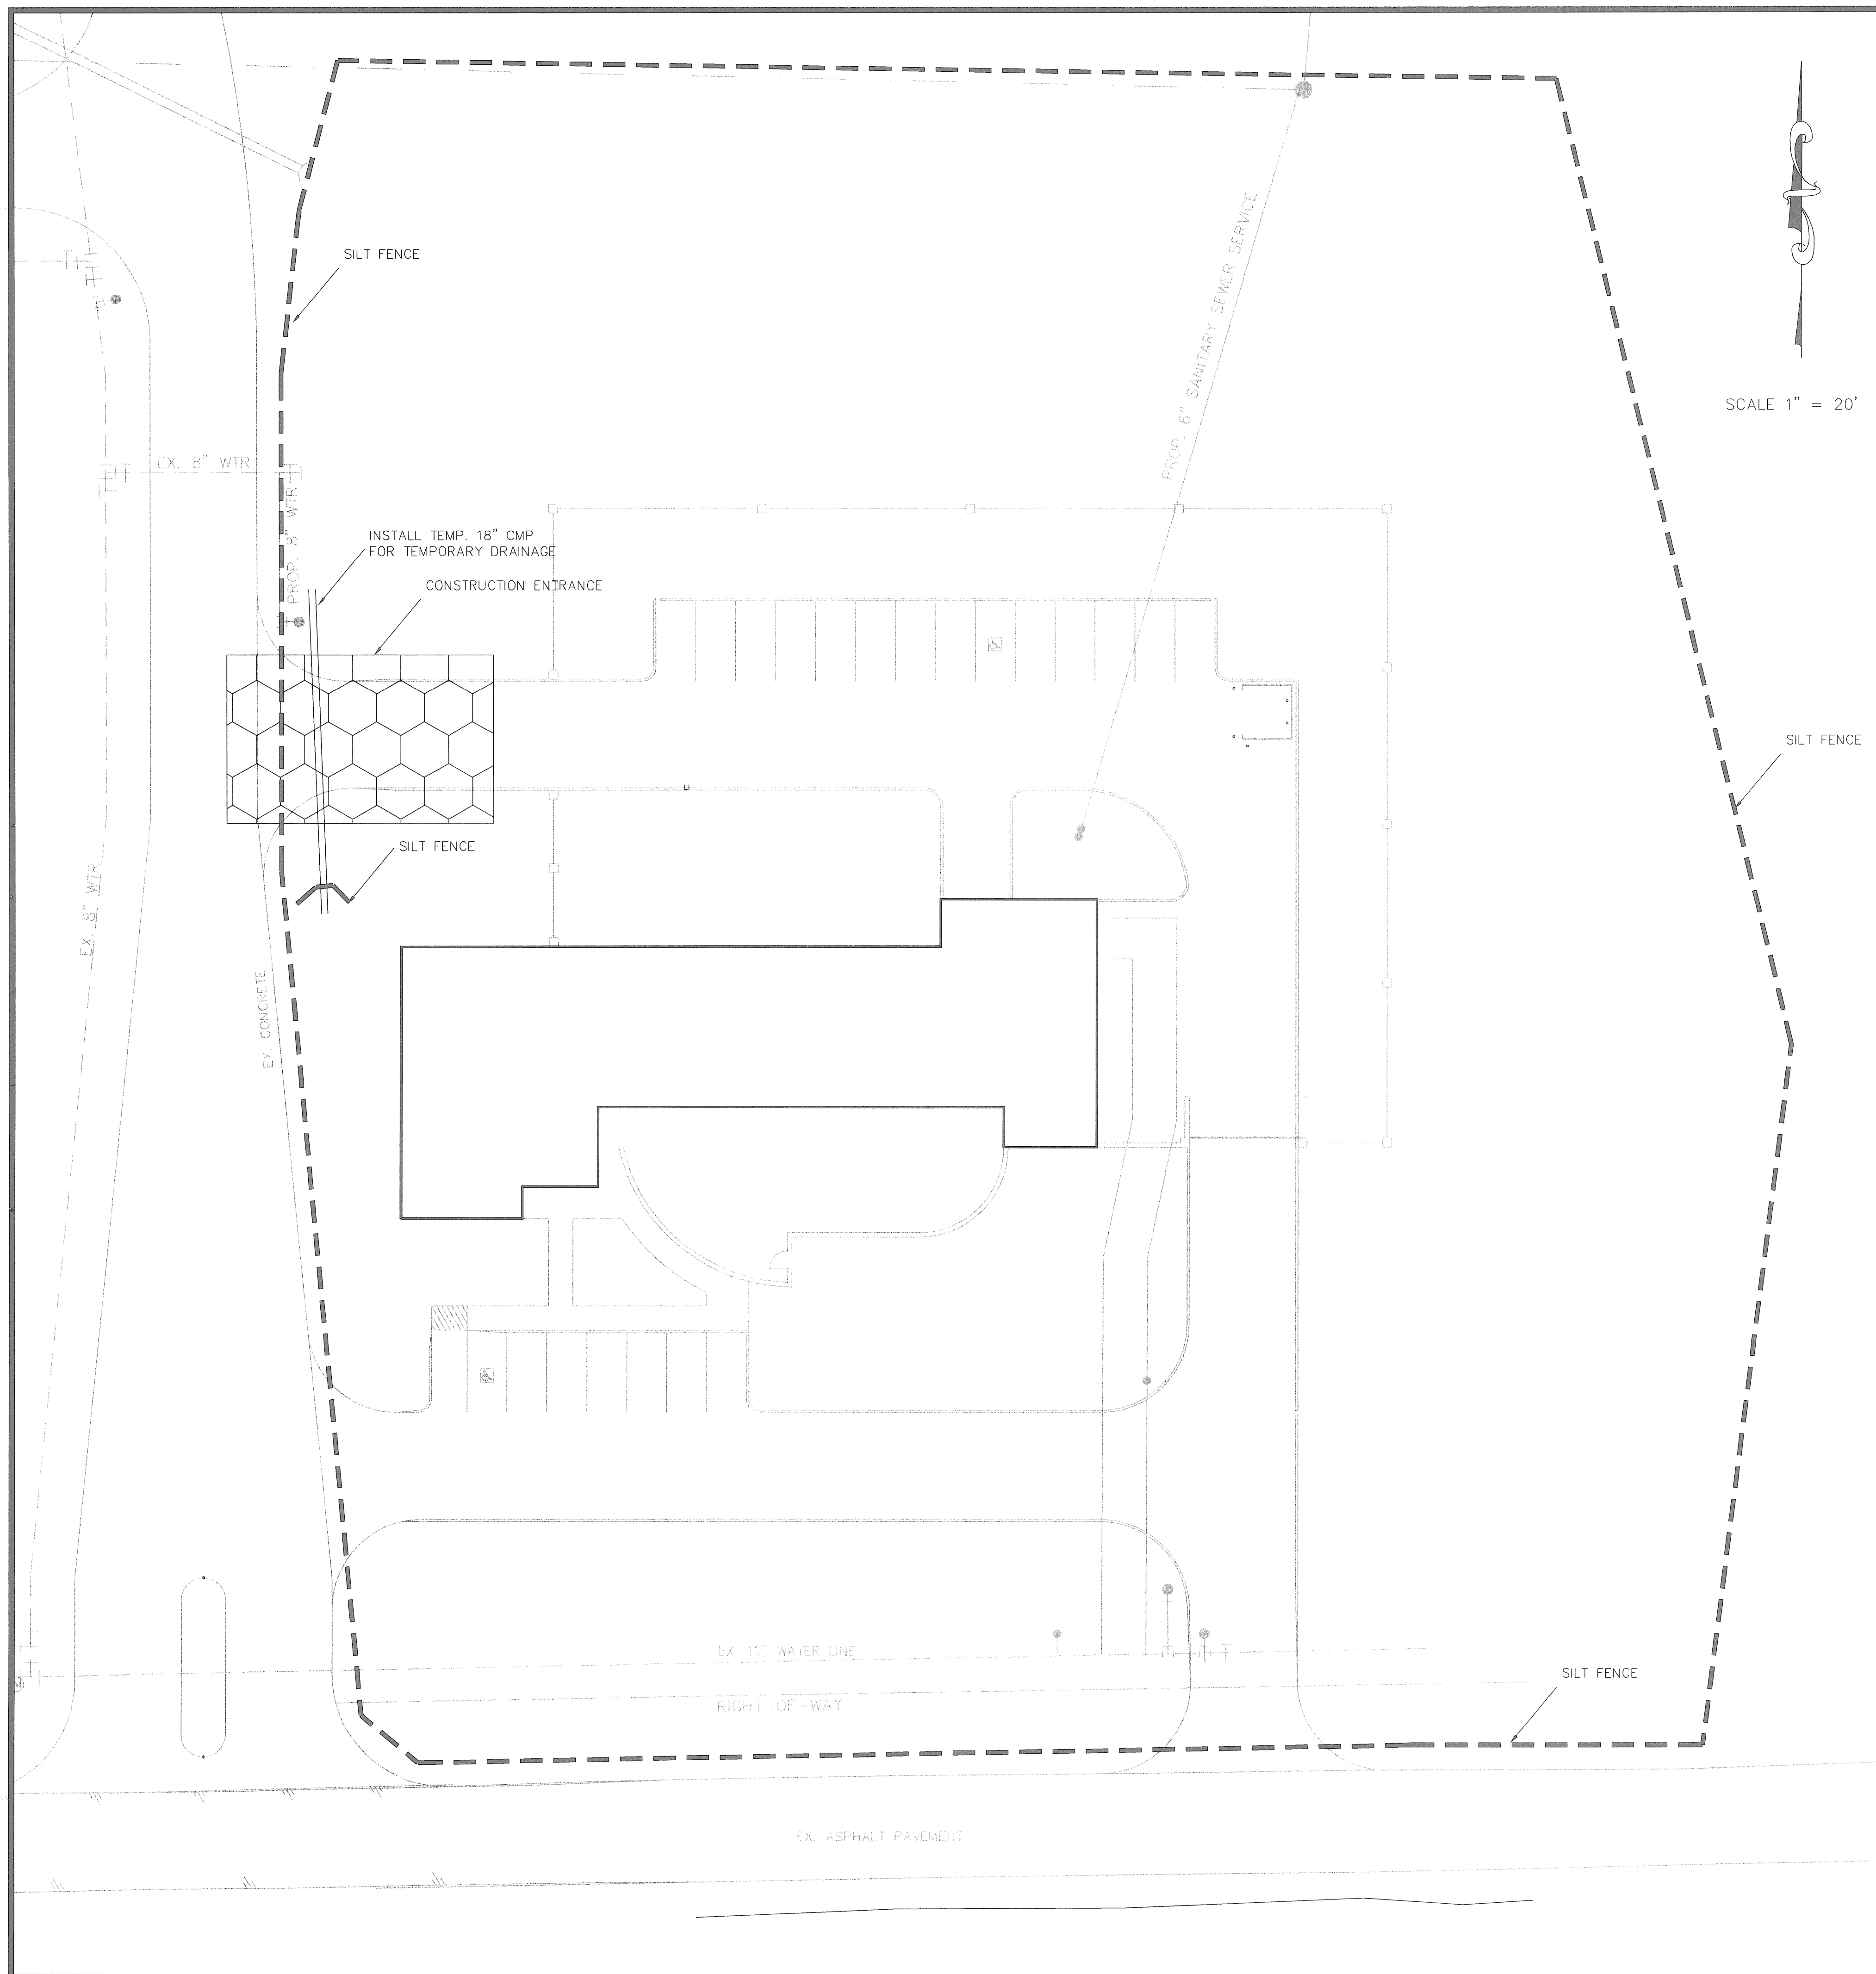 SILT FENCE
PROP. 6" SANITARY SEWER SERVICE
SCALE 1" = 20'
EX. 8" WTR
PROP. 8" WTR
INSTALL TEMP. 18" CMP
FOR TEMPORARY DRAINAGE
CONSTRUCTION ENTRANCE
SILT FENCE
SILT FENCE
EX. 8" WTR
EX. CONCRETE
EX. 12" WATER LINE
SILT FENCE
RIGHT-OF-WAY
EX. ASPHALT PAVEMENT